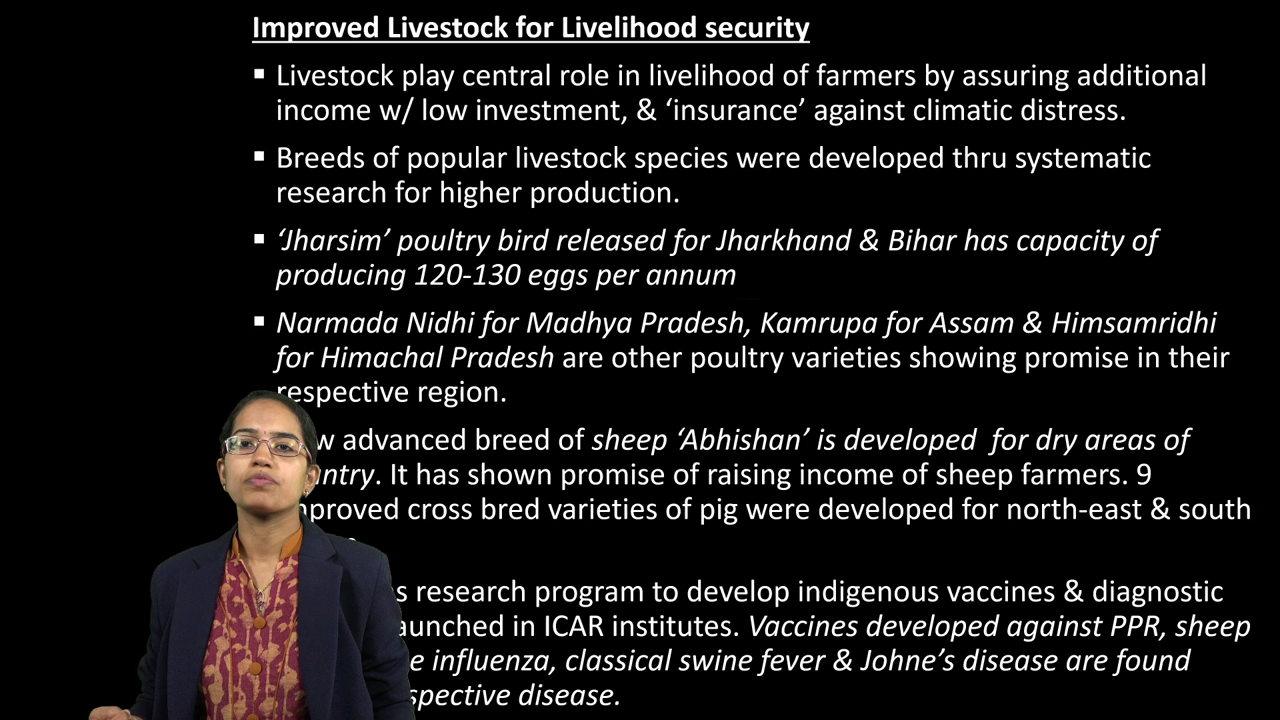 Improved Livestock for Livelihood security
▪ Livestock play central role in livelihood of farmers by assuring additional
income w/ low investment, & ‘insurance’ against climatic distress.
▪ Breeds of popular livestock species were developed thru systematic
research for higher production.
▪ ‘Jharsim’ poultry bird released for Jharkhand & Bihar has capacity of
producing 120-130 eggs per annum
▪ Narmada Nidhi for Madhya Pradesh, Kamrupa for Assam & Himsamridhi
for Himachal Pradesh are other poultry varieties showing promise in their
respective region.
advanced breed of sheep ‘Abhishan’ is developed for dry areas of
. It has shown promise of raising income of sheep farmers. 9
cross bred varieties of pig were developed for north-east & south
research program to develop indigenous vaccines & diagnostic
in ICAR institutes. Vaccines developed against PPR, sheep
influenza, classical swine fever & Johne’s disease are found
disease.